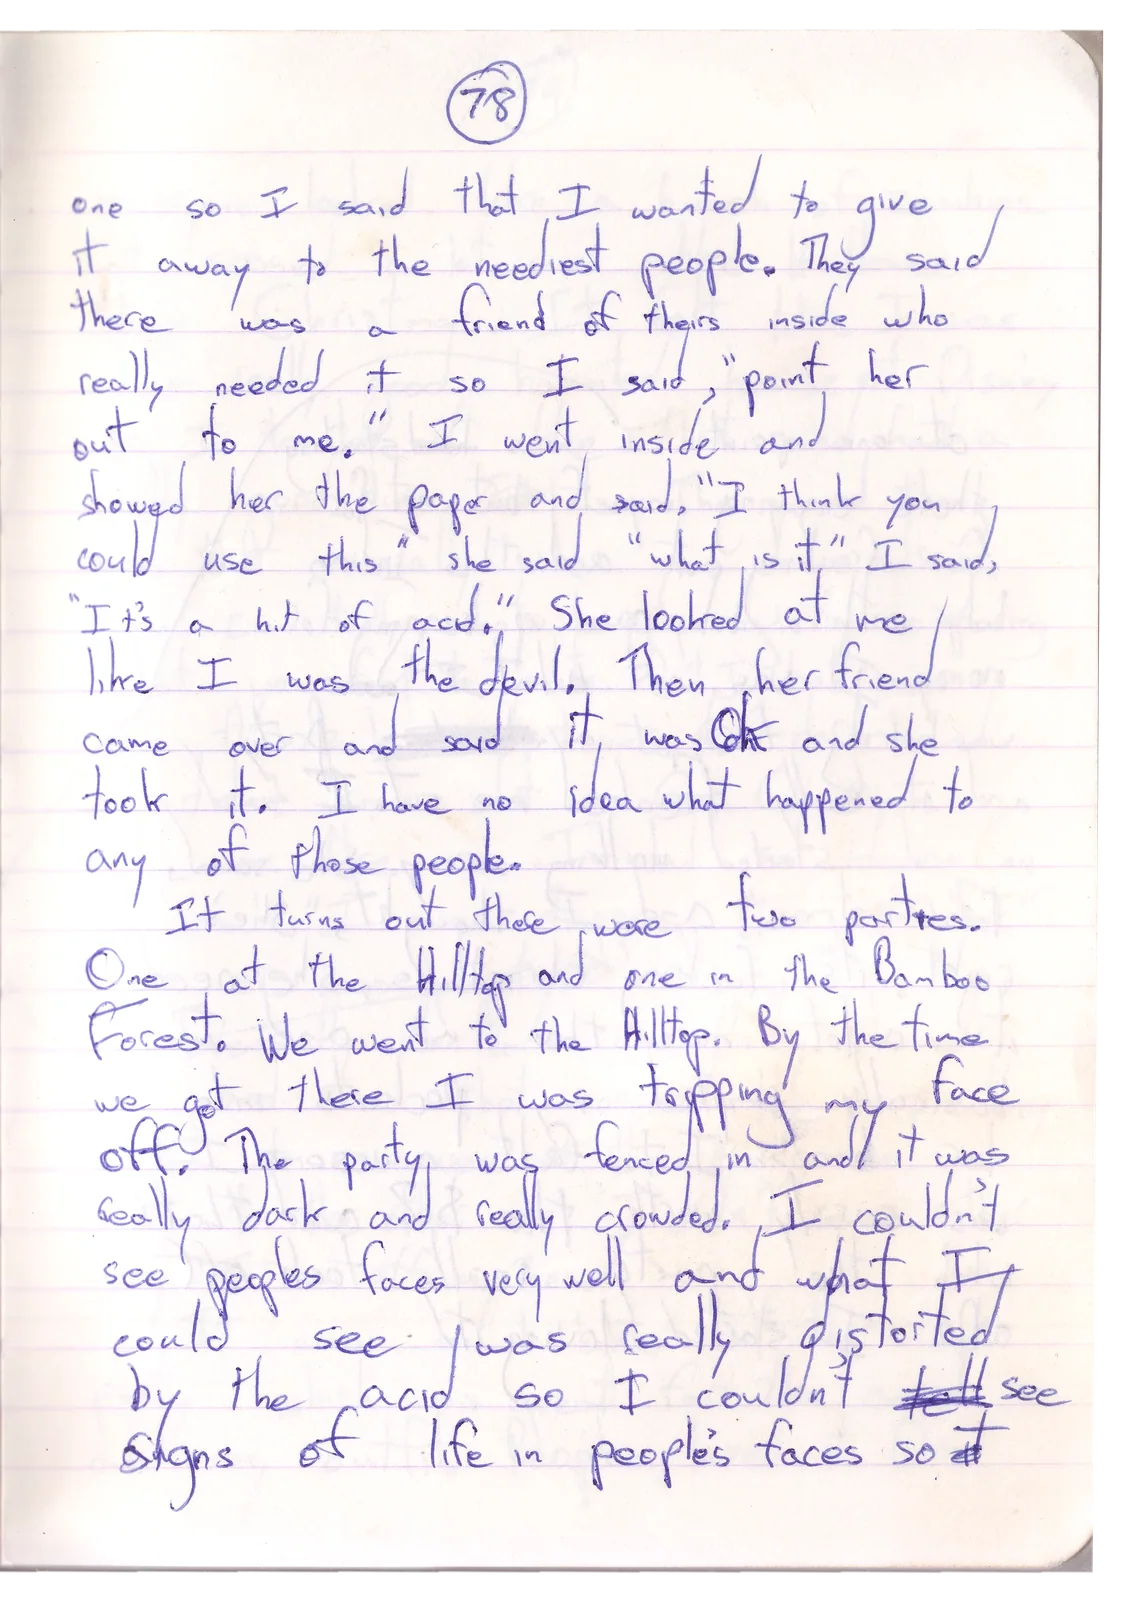 78
one so I said that I wanted to give
it away to the neediest people. They said
there was a friend of theirs inside who
really needed it so I said, "point her
out to me." I went inside and
showed her the paper and said, "I think you
could use this" she said "what is it" I said,
"It's a hit of acid." She looked at me
like I was the devil. Then her friend
came over and said it was OK and she
took it. I have no idea what happened to
any of those people.
It turns out there were two parties.
One at the Hilltop and one in the Bamboo
Forest. We went to the Hilltop. By the time
we got there I was tripping my face
off. The party was fenced in and it was
really dark and really crowded. I couldn't
see peoples faces very well and what I
could see was really distorted
by the acid so I couldn't tell see
signs of life in people's faces so